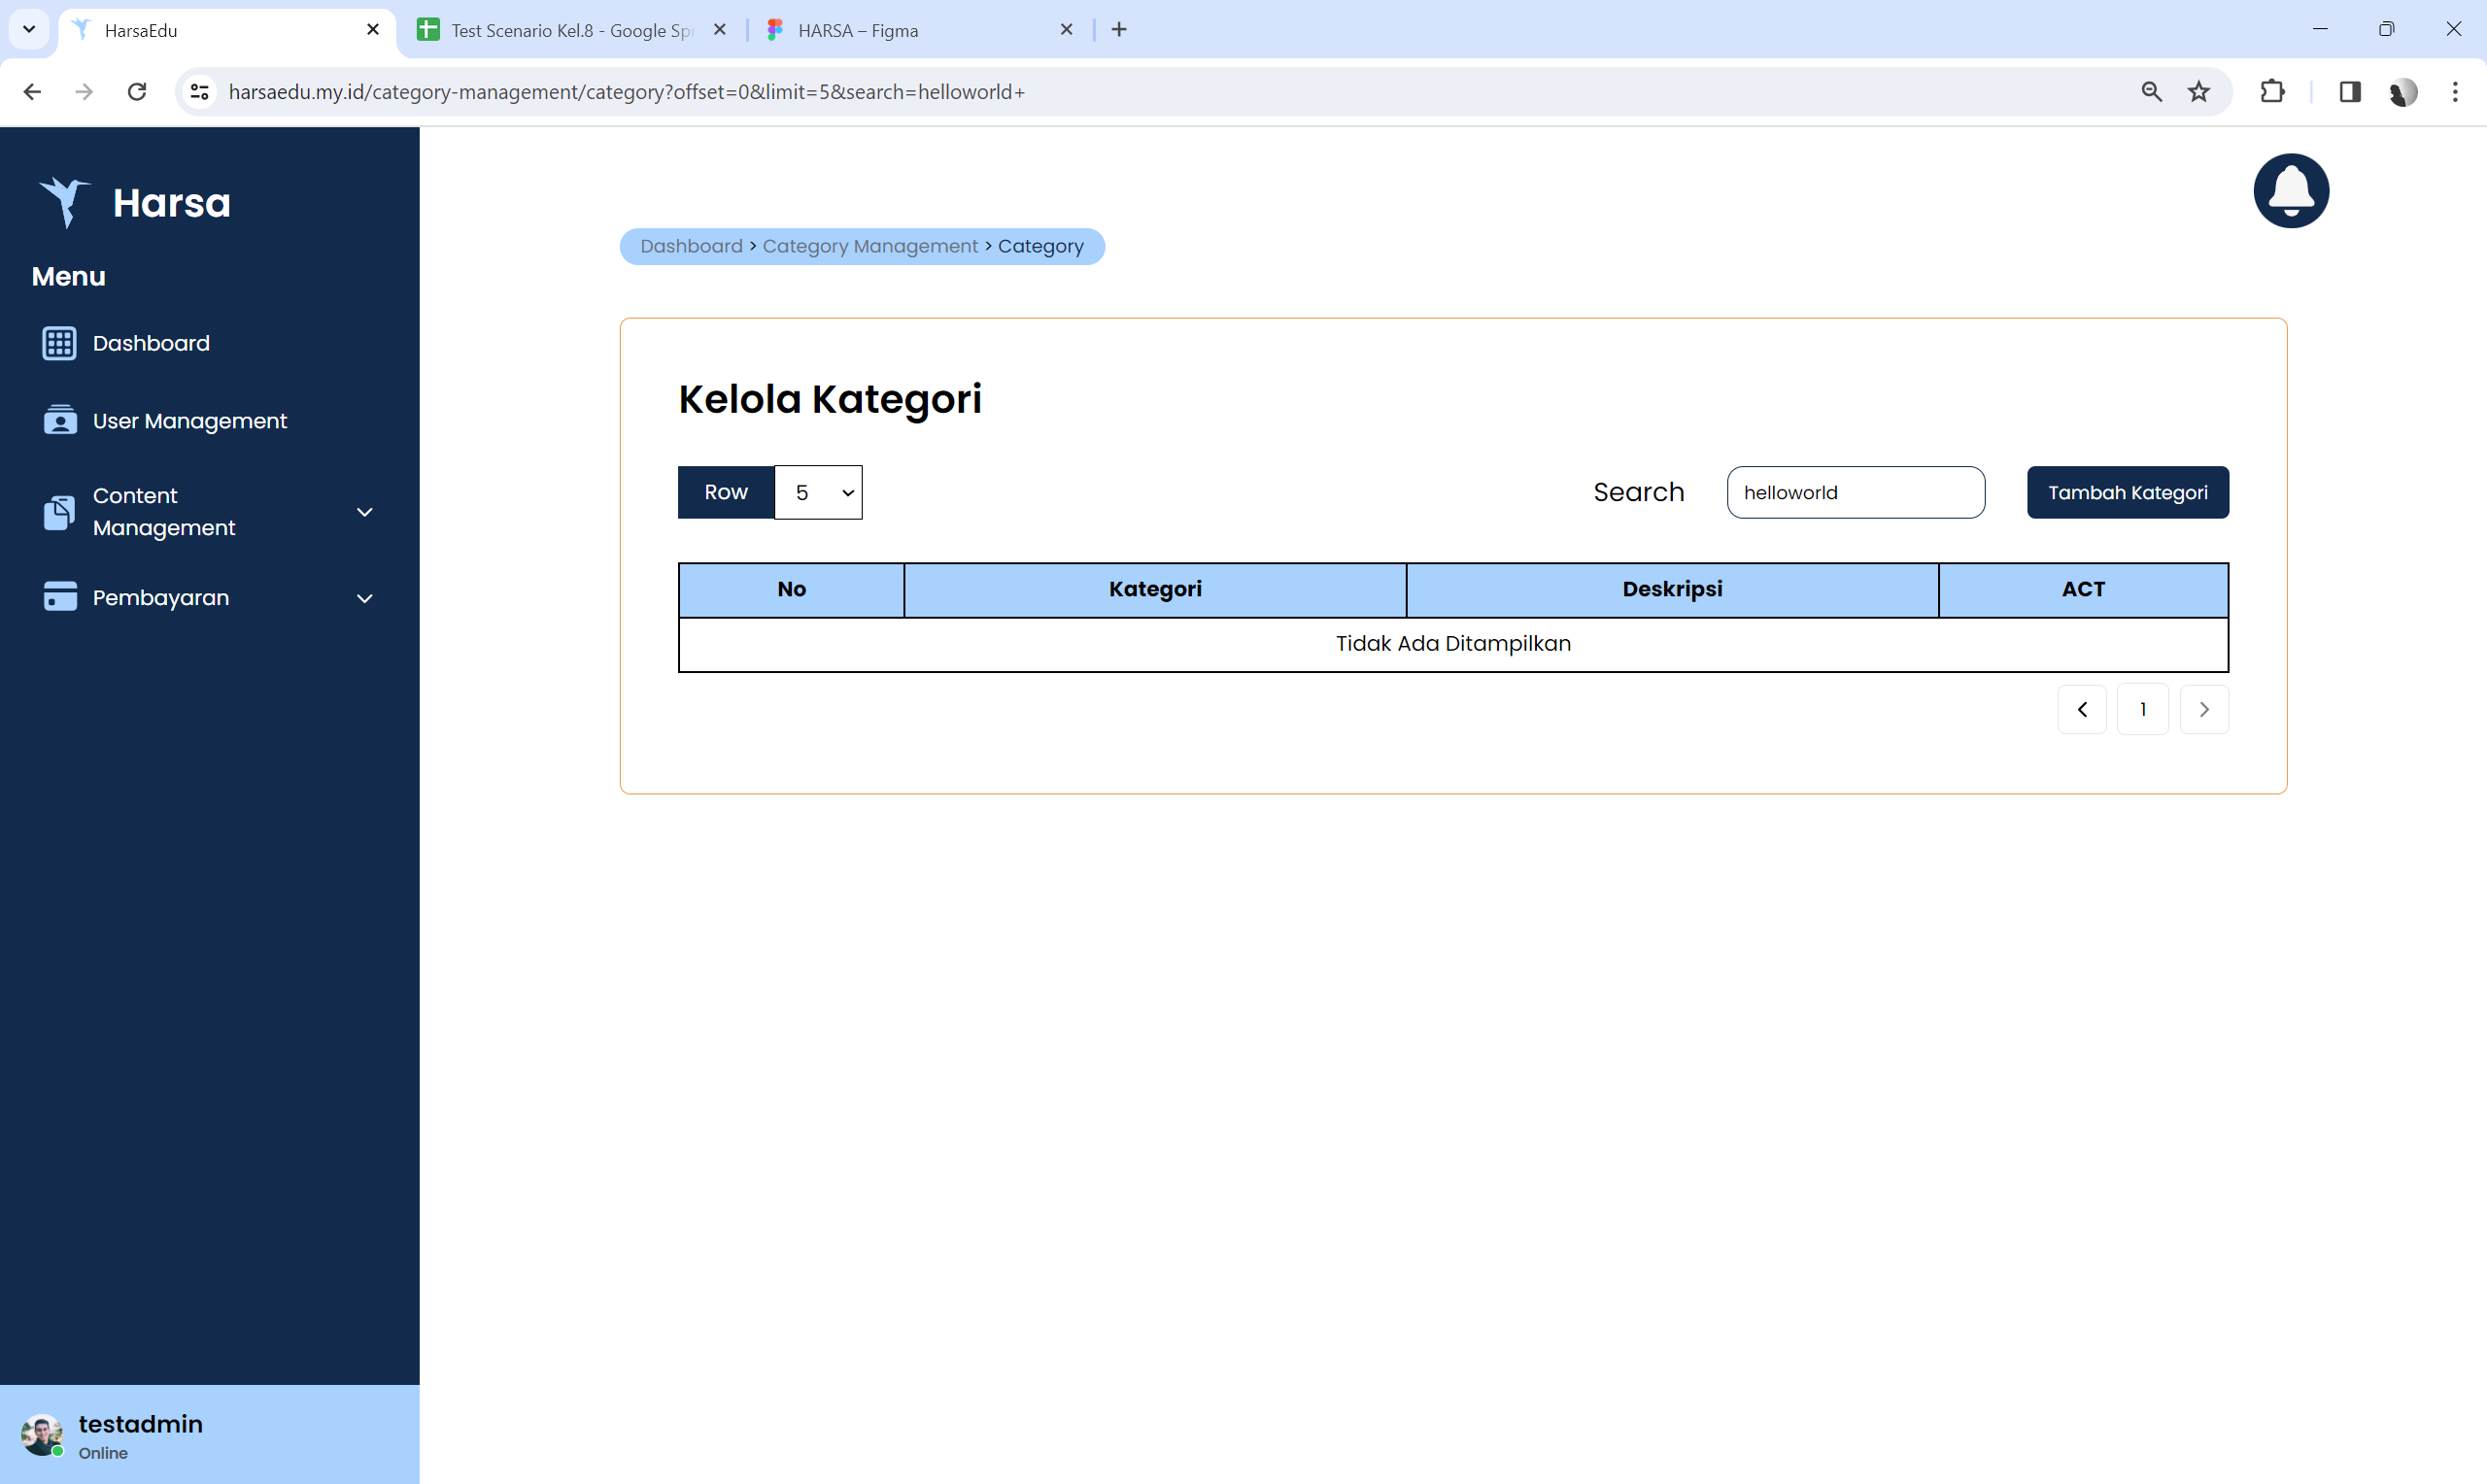 HarsaEdu
Test Scenario Kel.8 - Google Spr
HARSA – Figma
harsaedu.my.id/category-management/category?offset=0&limit=5&search=helloworld+
Harsa
Menu
Dashboard
User Management
Content
Management
Pembayaran
testadmin
Online
Dashboard > Category Management > Category
Kelola Kategori
Row 5 Search helloworld Tambah Kategori
No Kategori Deskripsi ACT
Tidak Ada Ditampilkan
1